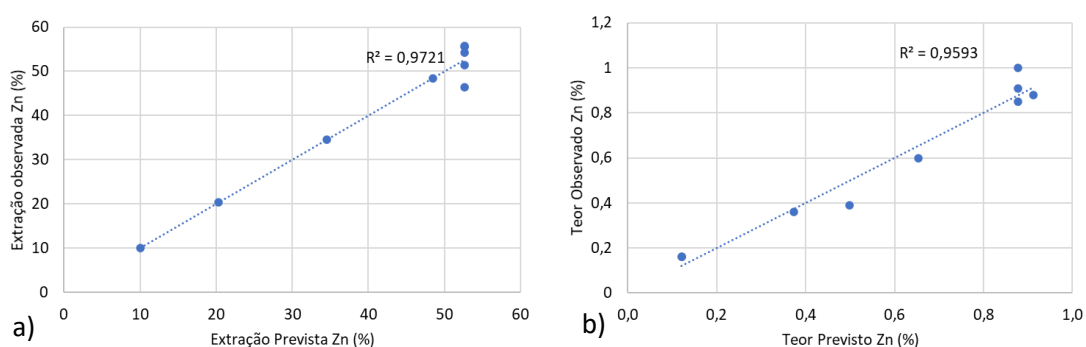 60
50
40
30
20
10
0
0 10 20 30 40 50 60
Extração observada Zn (%)
Extração Prevista Zn (%)
R² = 0,9721
a)
1,2
1
0,8
0,6
0,4
0,2
0
0,0 0,2 0,4 0,6 0,8 1,0
Teor Observado Zn (%)
Teor Previsto Zn (%)
R² = 0,9593
b)